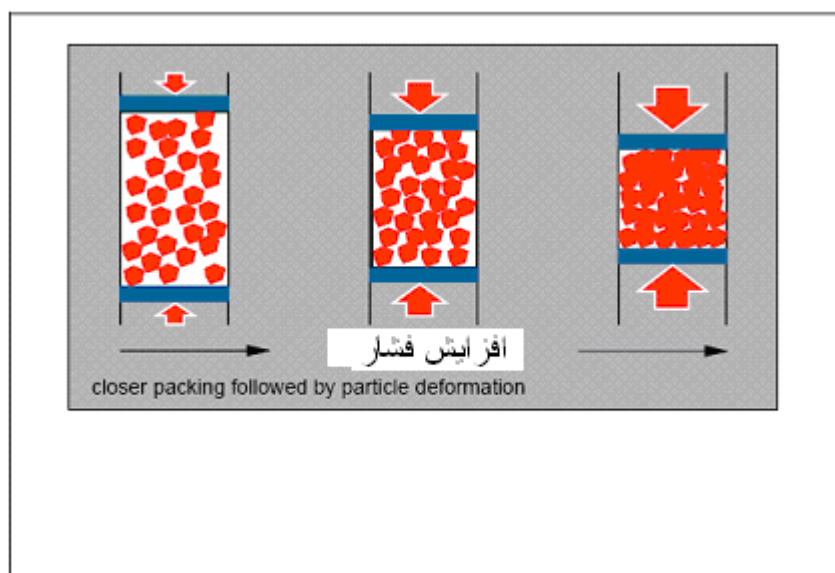 افزایش فشار
closer packing followed by particle deformation